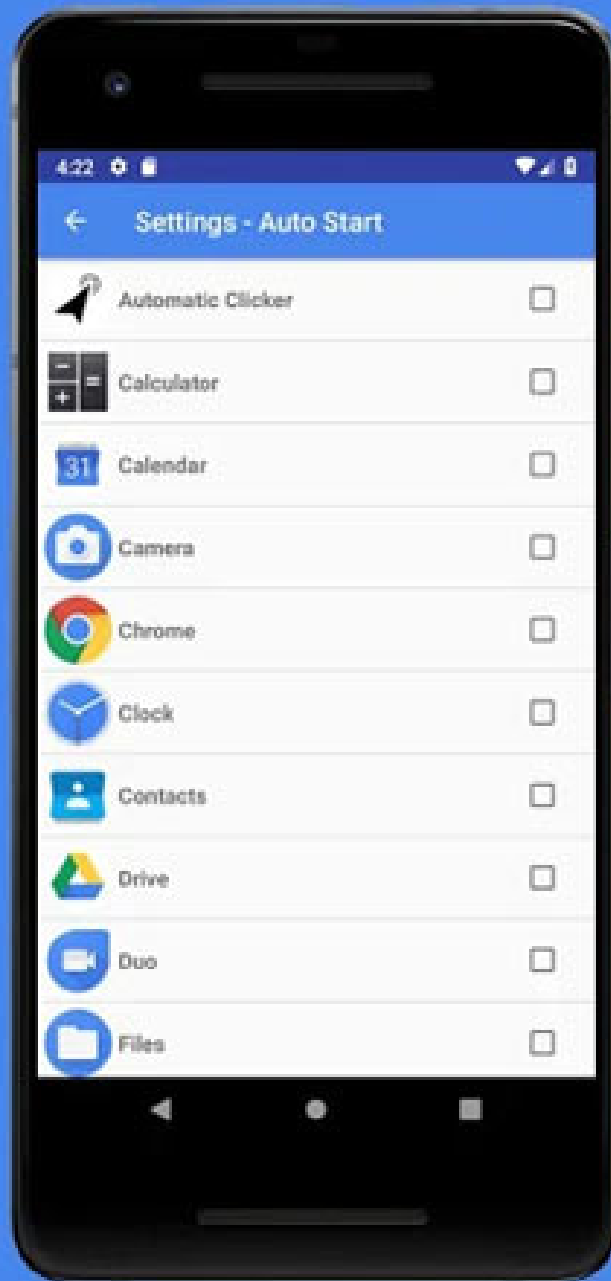 4:22
Settings - Auto Start
Automatic Clicker
Calculator
31
Calendar
Camera
Chrome
Clock
Contacts
Drive
Duo
Files